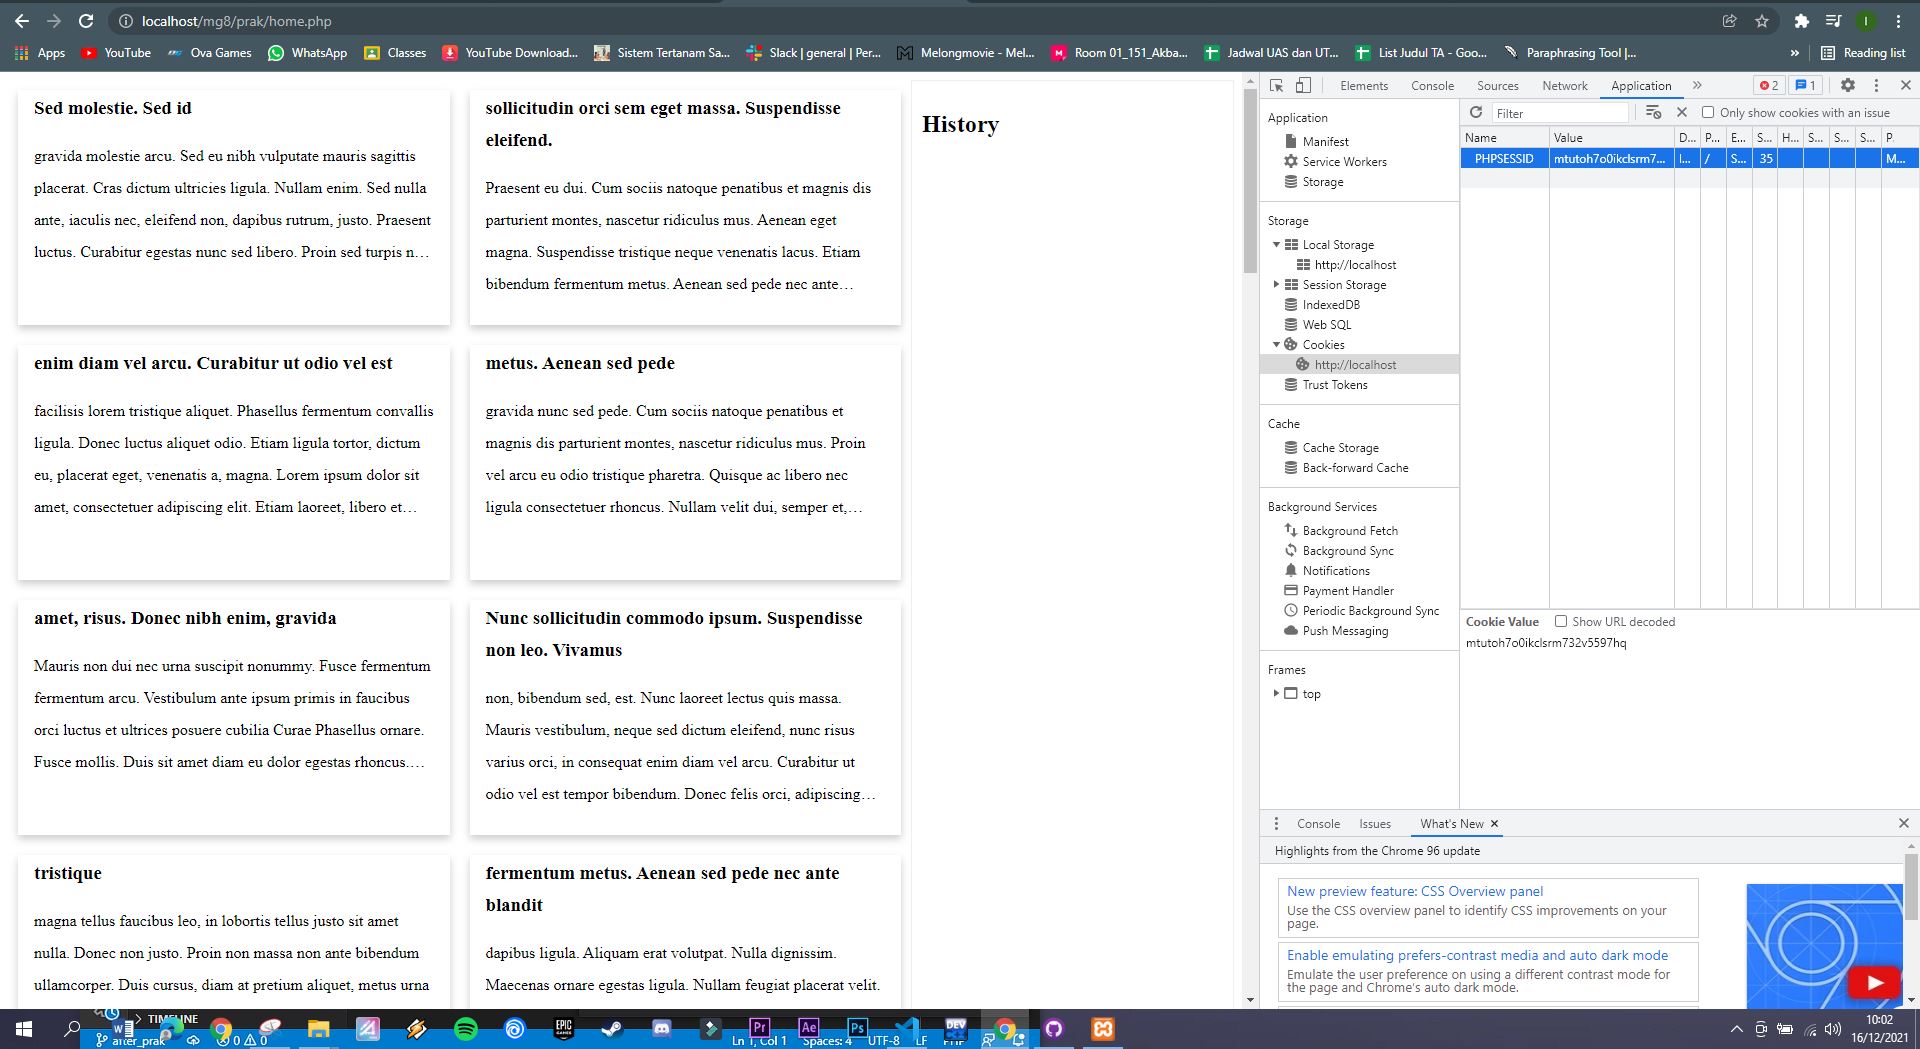 localhost/mg8/prak/home.php
Apps YouTube Ova Games WhatsApp Classes YouTube Download... Sistem Tertanam Sa... Slack | general | Per... Melongmovie - Mel... Room 01_151_Akba... Jadwal UAS dan UT... List Judul TA - Goo... Paraphrasing Tool |... » Reading list
Sed molestie. Sed id
gravida molestie arcu. Sed eu nibh vulputate mauris sagittis
placerat. Cras dictum ultricies ligula. Nullam enim. Sed nulla
ante, iaculis nec, eleifend non, dapibus rutrum, justo. Praesent
luctus. Curabitur egestas nunc sed libero. Proin sed turpis n…
sollicitudin orci sem eget massa. Suspendisse
eleifend.
Praesent eu dui. Cum sociis natoque penatibus et magnis dis
parturient montes, nascetur ridiculus mus. Aenean eget
magna. Suspendisse tristique neque venenatis lacus. Etiam
bibendum fermentum metus. Aenean sed pede nec ante…
enim diam vel arcu. Curabitur ut odio vel est
facilisis lorem tristique aliquet. Phasellus fermentum convallis
ligula. Donec luctus aliquet odio. Etiam ligula tortor, dictum
eu, placerat eget, venenatis a, magna. Lorem ipsum dolor sit
amet, consectetuer adipiscing elit. Etiam laoreet, libero et…
metus. Aenean sed pede
gravida nunc sed pede. Cum sociis natoque penatibus et
magnis dis parturient montes, nascetur ridiculus mus. Proin
vel arcu eu odio tristique pharetra. Quisque ac libero nec
ligula consectetuer rhoncus. Nullam velit dui, semper et,…
amet, risus. Donec nibh enim, gravida
Mauris non dui nec urna suscipit nonummy. Fusce fermentum
fermentum arcu. Vestibulum ante ipsum primis in faucibus
orci luctus et ultrices posuere cubilia Curae Phasellus ornare.
Fusce mollis. Duis sit amet diam eu dolor egestas rhoncus.…
Nunc sollicitudin commodo ipsum. Suspendisse
non leo. Vivamus
non, bibendum sed, est. Nunc laoreet lectus quis massa.
Mauris vestibulum, neque sed dictum eleifend, nunc risus
varius orci, in consequat enim diam vel arcu. Curabitur ut
odio vel est tempor bibendum. Donec felis orci, adipiscing…
tristique
magna tellus faucibus leo, in lobortis tellus justo sit amet
nulla. Donec non justo. Proin non massa non ante bibendum
ullamcorper. Duis cursus, diam at pretium aliquet, metus urna
fermentum metus. Aenean sed pede nec ante
blandit
dapibus ligula. Aliquam erat volutpat. Nulla dignissim.
Maecenas ornare egestas ligula. Nullam feugiat placerat velit.
History
Elements Console Sources Network Application » 2 1
Application
Manifest
Service Workers
Storage
Storage
Local Storage
http://localhost
Session Storage
IndexedDB
Web SQL
Cookies
http://localhost
Trust Tokens
Cache
Cache Storage
Back-forward Cache
Background Services
Background Fetch
Background Sync
Notifications
Payment Handler
Periodic Background Sync
Push Messaging
Frames
top
Filter Only show cookies with an issue
Name Value D... P... E... S... H... S... S... S... P.
PHPSESSID mtutoh7o0ikclsrm7... l... / S... 35 M...
Cookie Value Show URL decoded
mtutoh7o0ikclsrm732v5597hq
Console Issues What's New
Highlights from the Chrome 96 update
New preview feature: CSS Overview panel
Use the CSS overview panel to identify CSS improvements on your
page.
Enable emulating prefers-contrast media and auto dark mode
Emulate the user preference on using a different contrast mode for
the page and Chrome's auto dark mode.
TIMELINE
after_prak 0 0 Ln 1, Col 1 Spaces: 4 UTF-8 LF PHP
EPIC GAMES Pr Ae Ps DEV
10:02
16/12/2021